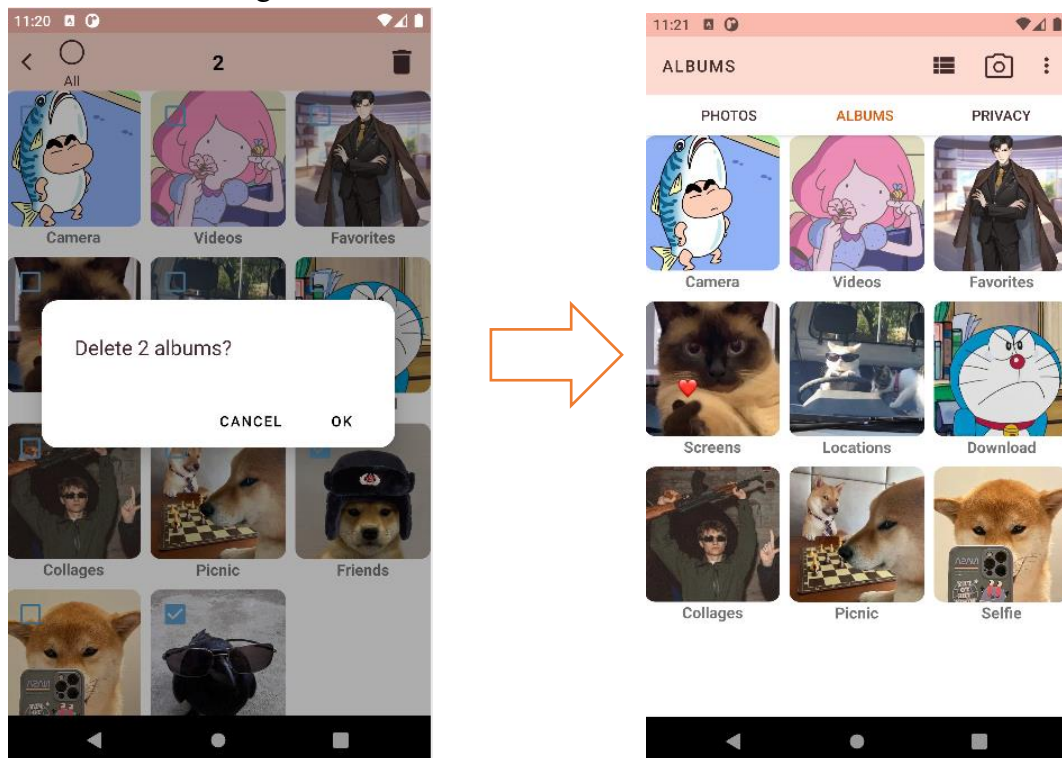 11:20
All
2
Camera Videos Favorites
Delete 2 albums?
CANCEL OK
Collages Picnic Friends
11:21
ALBUMS
PHOTOS ALBUMS PRIVACY
Camera Videos Favorites
Screens Locations Download
Collages Picnic Selfie